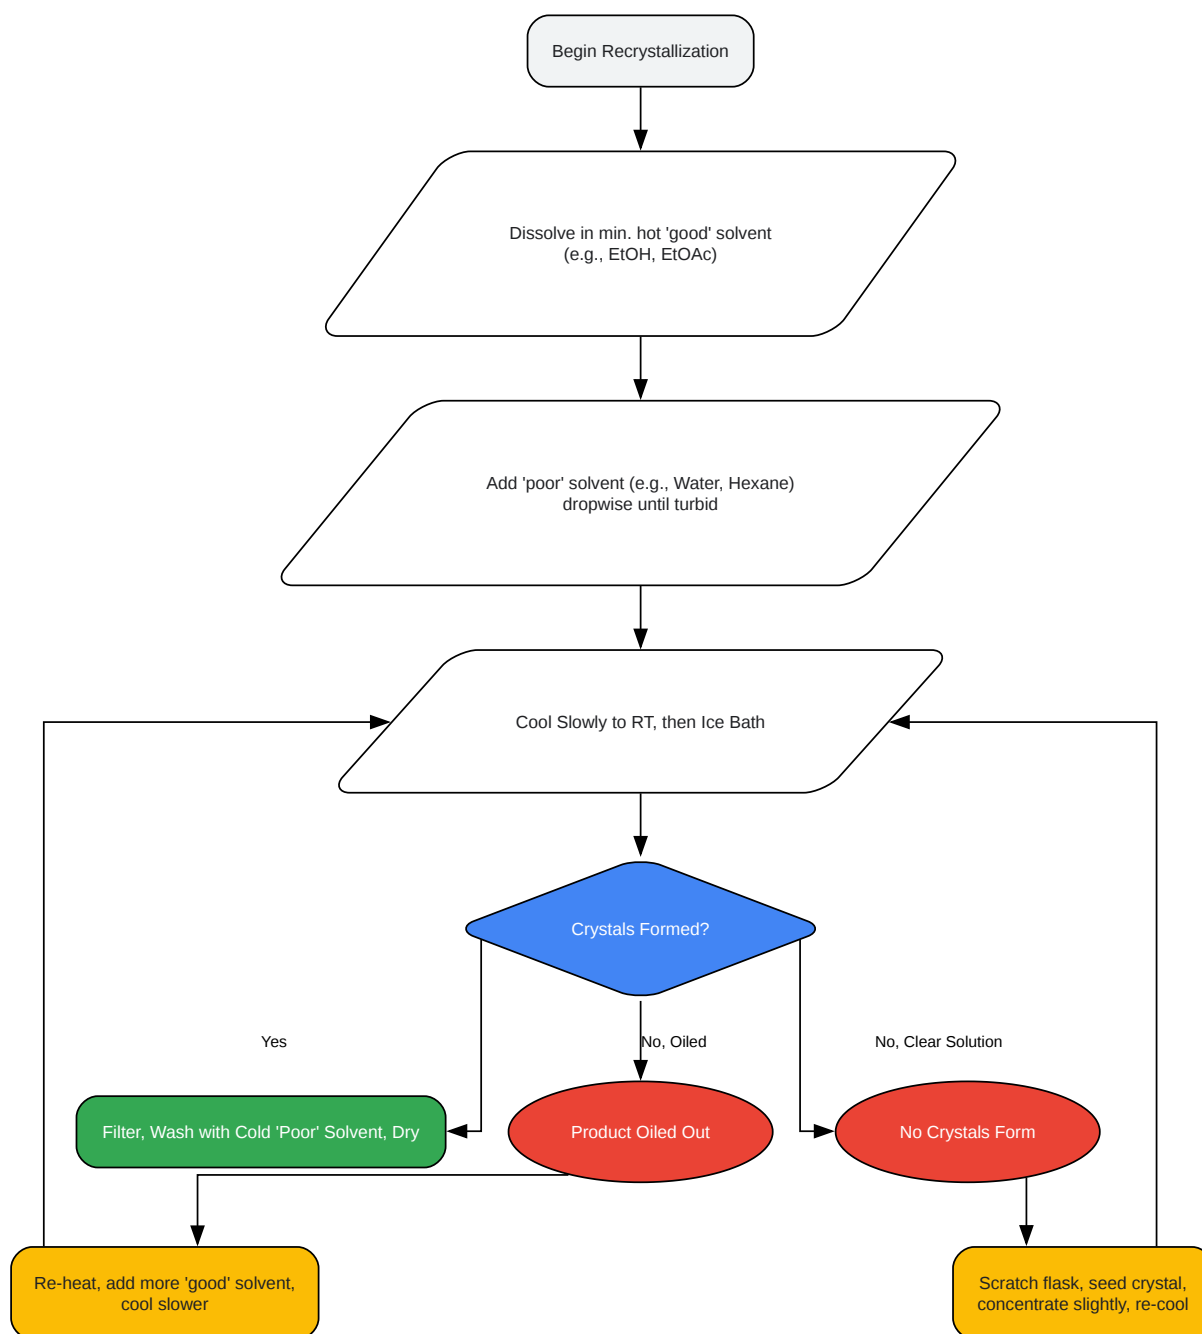 Begin Recrystallization
Dissolve in min. hot 'good' solvent
(e.g., EtOH, EtOAc)
Add 'poor' solvent (e.g., Water, Hexane)
dropwise until turbid
Cool Slowly to RT, then Ice Bath
Crystals Formed?
Yes
No, Oiled
No, Clear Solution
Filter, Wash with Cold 'Poor' Solvent, Dry
Product Oiled Out
No Crystals Form
Re-heat, add more 'good' solvent,
cool slower
Scratch flask, seed crystal,
concentrate slightly, re-cool